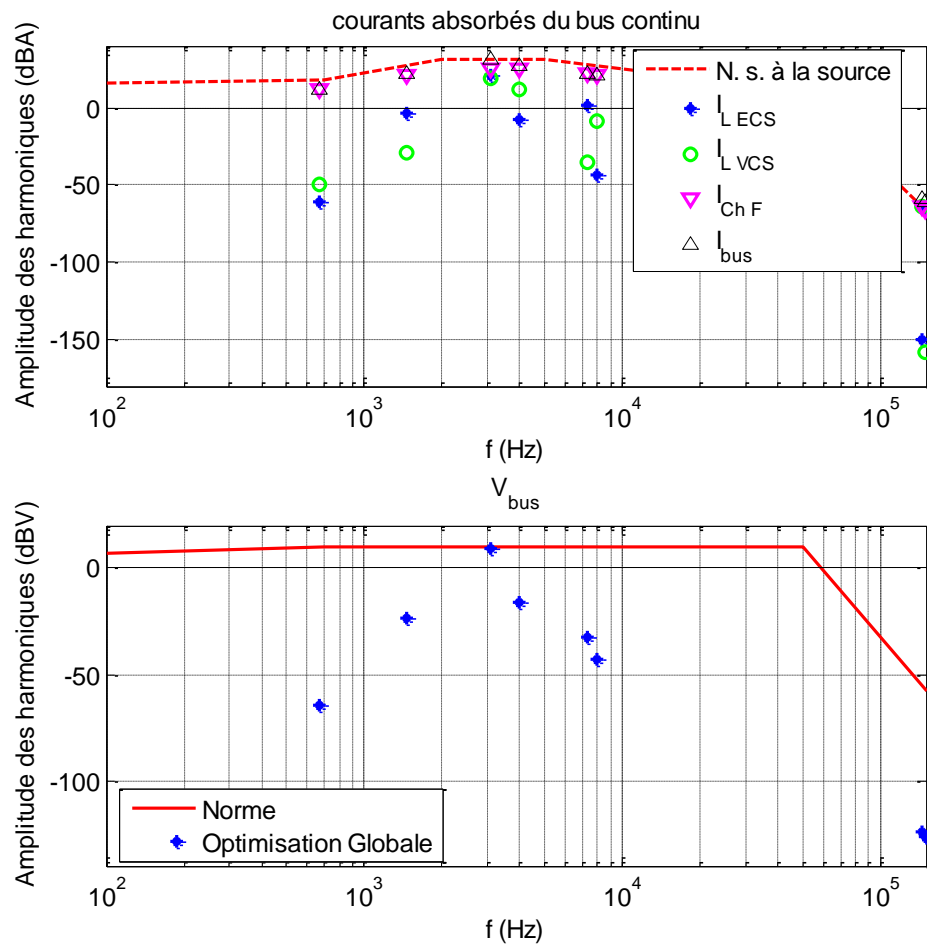 courants absorbés du bus continu
Amplitude des harmoniques (dBA)
0
-50
-100
-150
N. s. à la source
I_L ECS
I_L VCS
I_Ch F
I_bus
10^2
10^3
10^4
10^5
f (Hz)
V_bus
Amplitude des harmoniques (dBV)
0
-50
-100
Norme
Optimisation Globale
10^2
10^3
10^4
10^5
f (Hz)